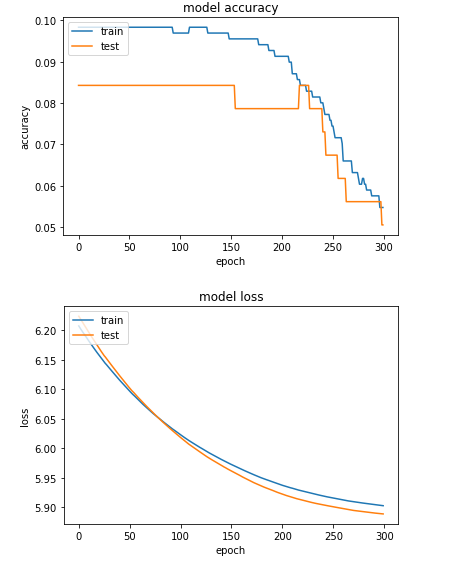 model accuracy
0.10
0.09
0.08
0.07
0.06
0.05
accuracy
train
test
0 50 100 150 200 250 300
epoch
model loss
6.20
6.15
6.10
6.05
6.00
5.95
5.90
loss
train
test
0 50 100 150 200 250 300
epoch